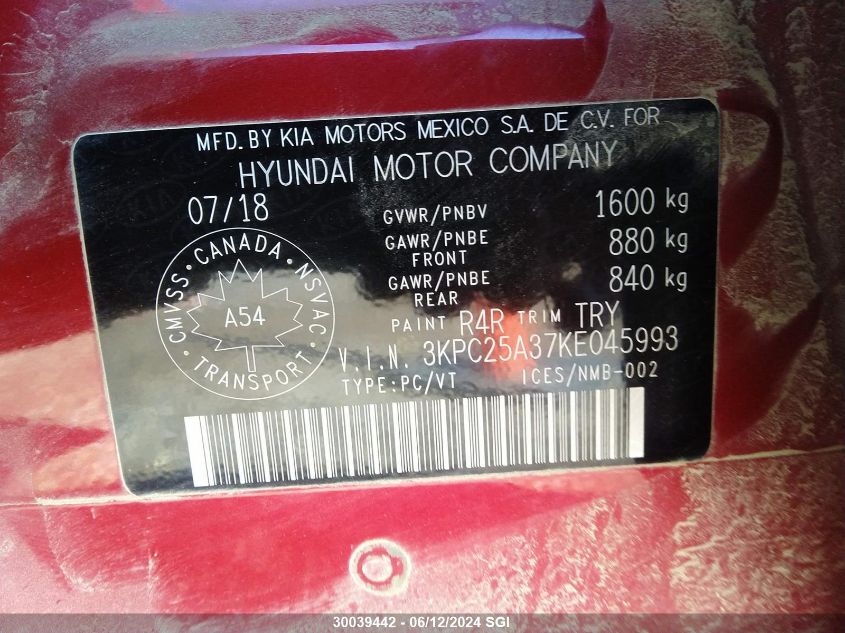 MFD. BY KIA MOTORS MEXICO S.A. DE C.V. FOR
HYUNDAI MOTOR COMPANY
07/18
GVWR/PNBV 1600 kg
GAWR/PNBE FRONT 880 kg
GAWR/PNBE REAR 840 kg
CMVSS · CANADA · NSVAC · TRANSPORT ·
A54
PAINT R4R TRIM TRY
V.I.N. 3KPC25A37KE045993
TYPE:PC/VT ICES/NMB-002
30039442 - 06/12/2024 SGI